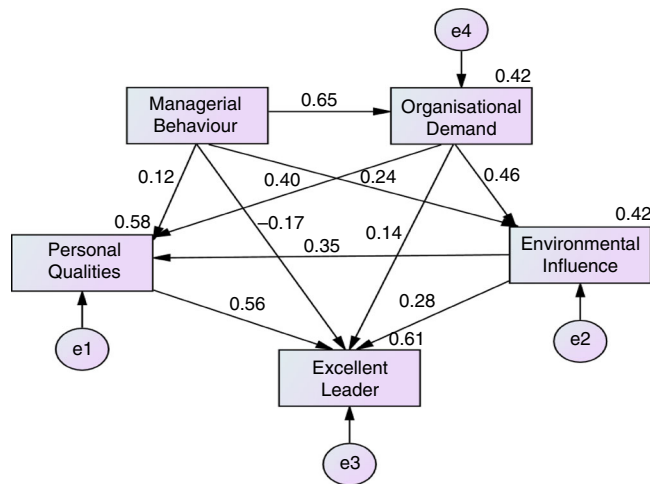 e4
0.42
Managerial
Behaviour
0.65
Organisational
Demand
0.12
0.40
0.24
0.46
0.58
–0.17
0.14
0.42
Personal
Qualities
0.35
Environmental
Influence
0.56
0.28
e1
0.61
e2
Excellent
Leader
e3